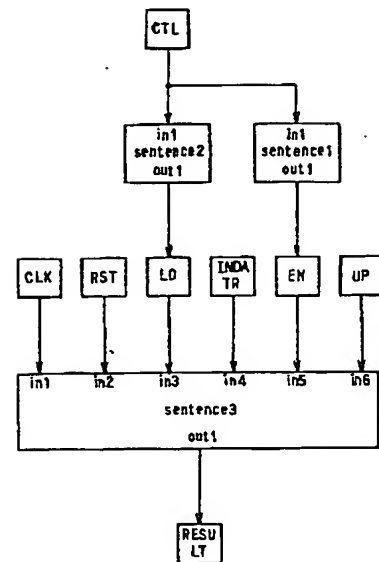 CTL
in1
sentence2
out1
in1
sentence1
out1
CLK
RST
LD
INDA
TR
EN
UP
in1
in2
in3
in4
in5
in6
sentence3
out1
RESU
LT